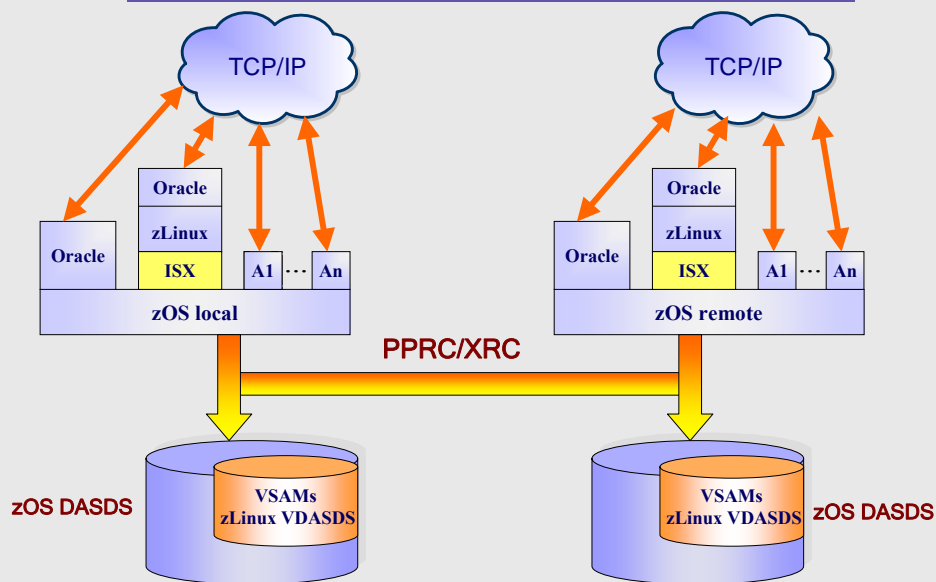 TCP/IP
TCP/IP
Oracle
zLinux
Oracle
ISX
A1
...
An
zOS local
Oracle
zLinux
Oracle
ISX
A1
...
An
zOS remote
PPRC/XRC
zOS DASDS
VSAMs
zLinux VDASDS
VSAMs
zLinux VDASDS
zOS DASDS